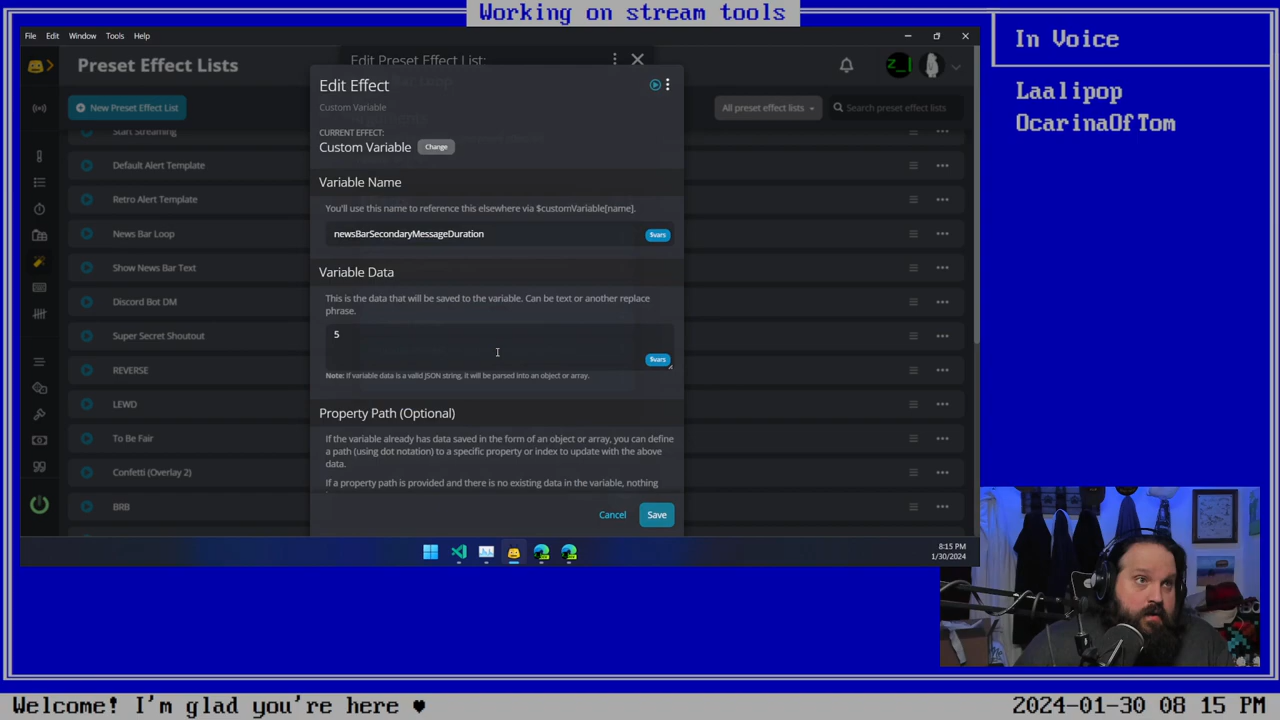 Working on stream tools
File Edit Window Tools Help
Preset Effect Lists
Edit Preset Effect List:
New Preset Effect List
All preset effect lists
Search preset effect lists
Start Streaming
Default Alert Template
Retro Alert Template
News Bar Loop
Show News Bar Text
Discord Bot DM
Super Secret Shoutout
REVERSE
LEWD
To Be Fair
Confetti (Overlay 2)
BRB
Edit Effect
Custom Variable
CURRENT EFFECT:
Custom Variable Change
Variable Name
You'll use this name to reference this elsewhere via $customVariable[name].
newsBarSecondaryMessageDuration
$vars
Variable Data
This is the data that will be saved to the variable. Can be text or another replace
phrase.
5
$vars
Note: If variable data is a valid JSON string, it will be parsed into an object or array.
Property Path (Optional)
If the variable already has data saved in the form of an object or array, you can define
a path (using dot notation) to a specific property or index to update with the above
data.
If a property path is provided and there is no existing data in the variable, nothing
Cancel Save
8:15 PM
1/30/2024
In Voice
Laalipop
OcarinaOfTom
Welcome! I'm glad you're here ♥
2024-01-30 08 15 PM